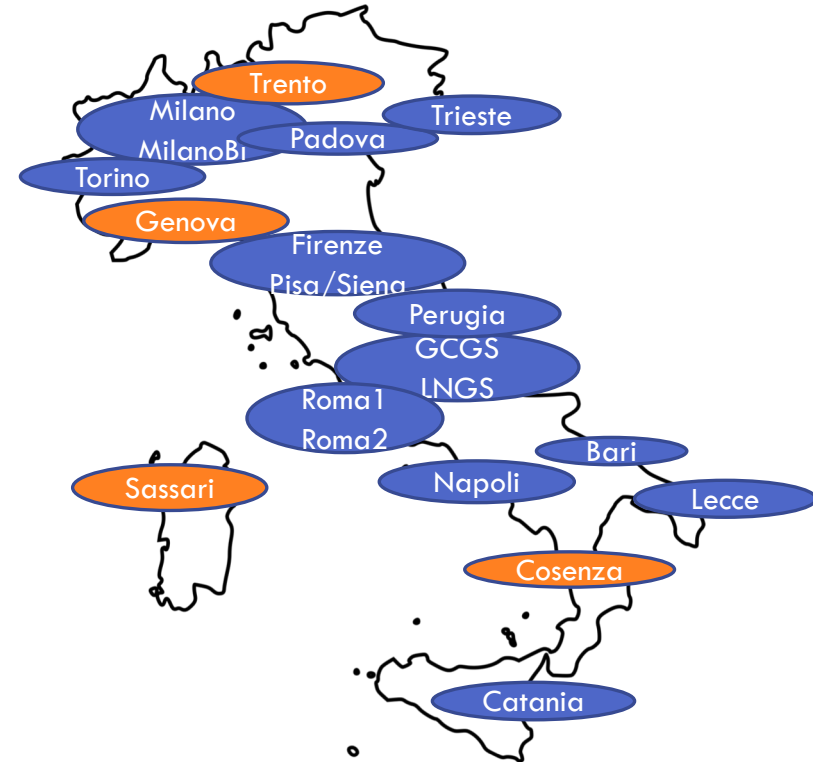 Trento
Milano
MilanoBi
Padova
Trieste
Torino
Genova
Firenze
Pisa/Siena
Perugia
GCGS
LNGS
Roma1
Roma2
Bari
Napoli
Sassari
Lecce
Cosenza
Catania